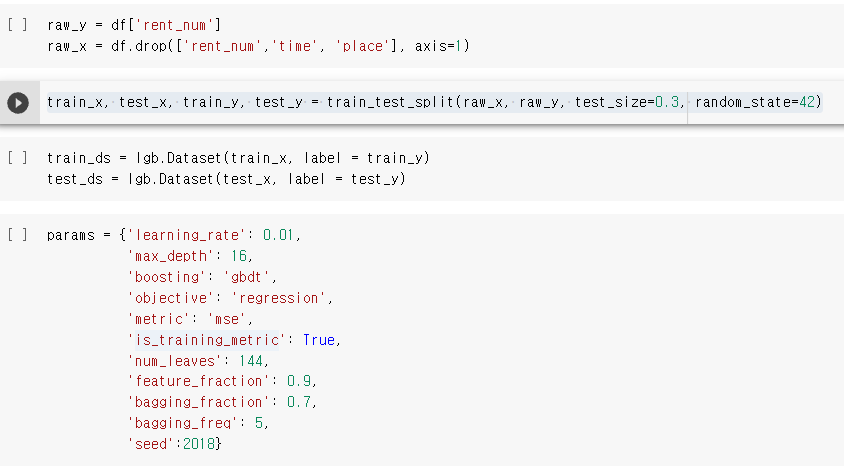 [ ] raw_y = df['rent_num']
raw_x = df.drop(['rent_num','time', 'place'], axis=1)
train_x, test_x, train_y, test_y = train_test_split(raw_x, raw_y, test_size=0.3, random_state=42)
[ ] train_ds = lgb.Dataset(train_x, label = train_y)
test_ds = lgb.Dataset(test_x, label = test_y)
[ ] params = {'learning_rate': 0.01,
'max_depth': 16,
'boosting': 'gbdt',
'objective': 'regression',
'metric': 'mse',
'is_training_metric': True,
'num_leaves': 144,
'feature_fraction': 0.9,
'bagging_fraction': 0.7,
'bagging_freq': 5,
'seed':2018}